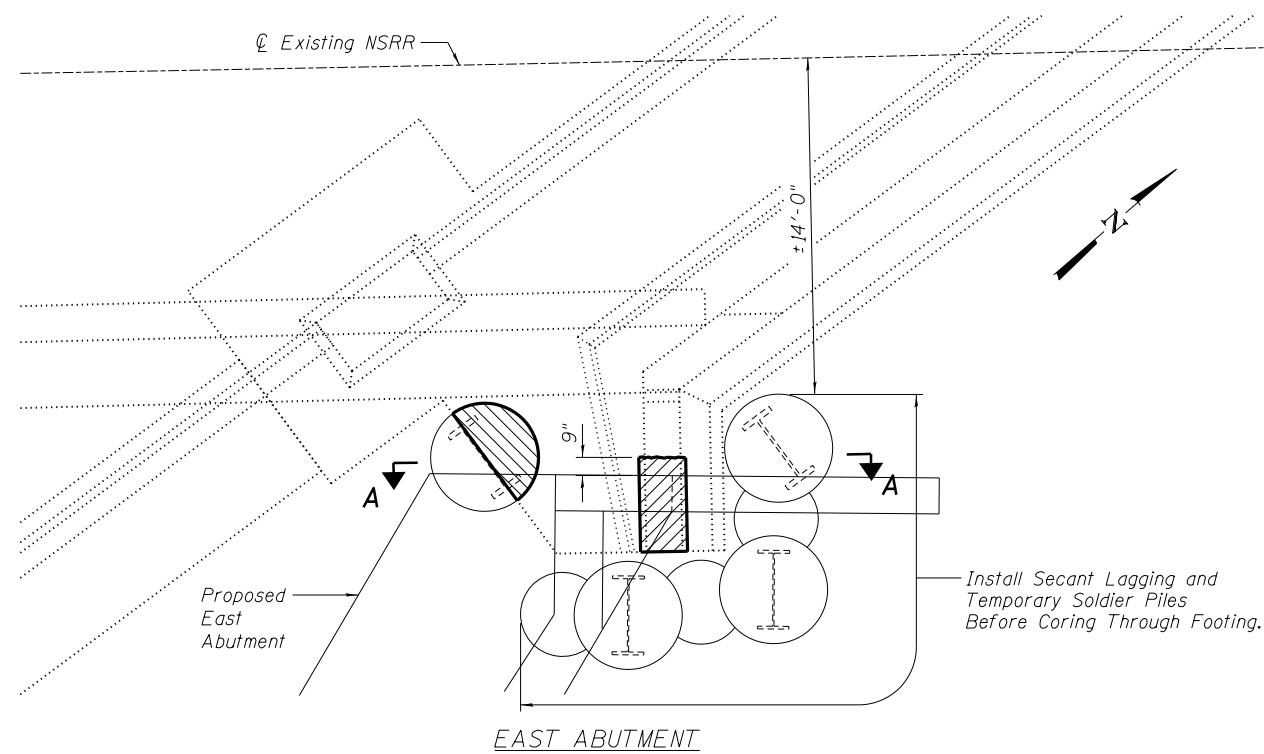 ℄ Existing NSRR
±14'-0"
N
9"
A
A
Proposed
East
Abutment
Install Secant Lagging and
Temporary Soldier Piles
Before Coring Through Footing.
EAST ABUTMENT